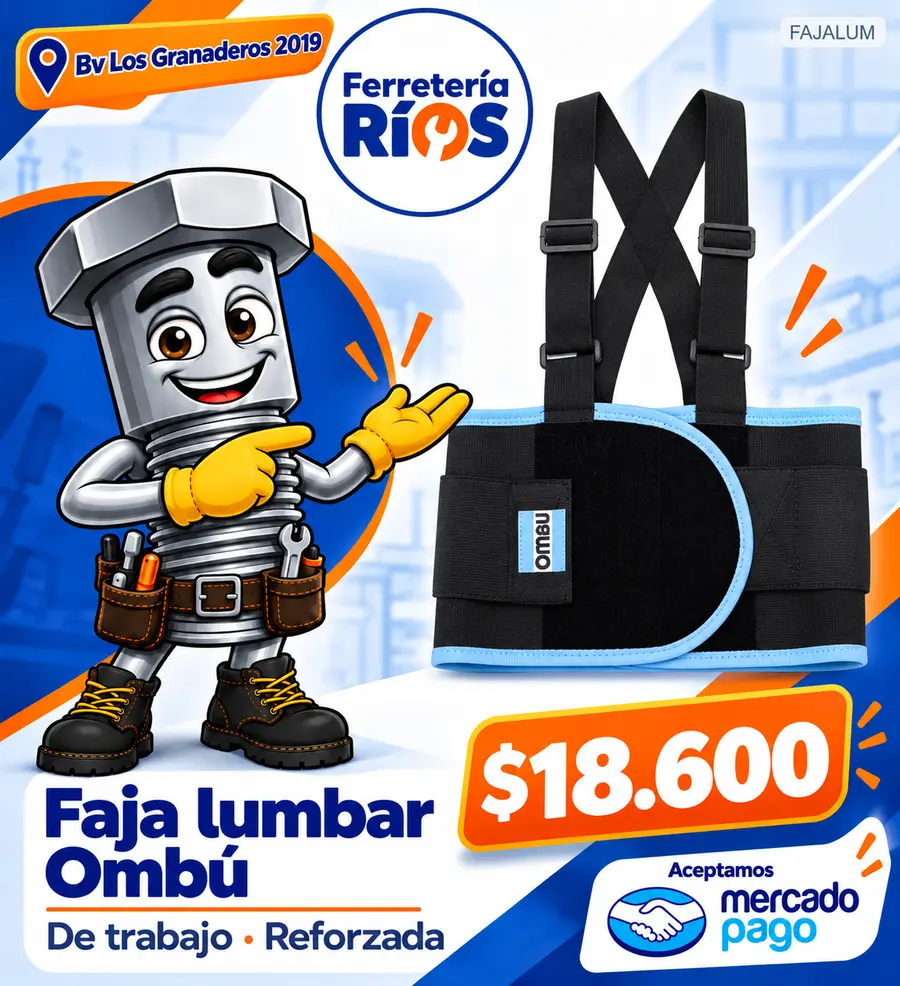 Bv Los Granaderos 2019
Ferretería
RÍOS
FAJALUM
ombu
$18.600
Faja lumbar
Ombú
De trabajo • Reforzada
Aceptamos
mercado
pago